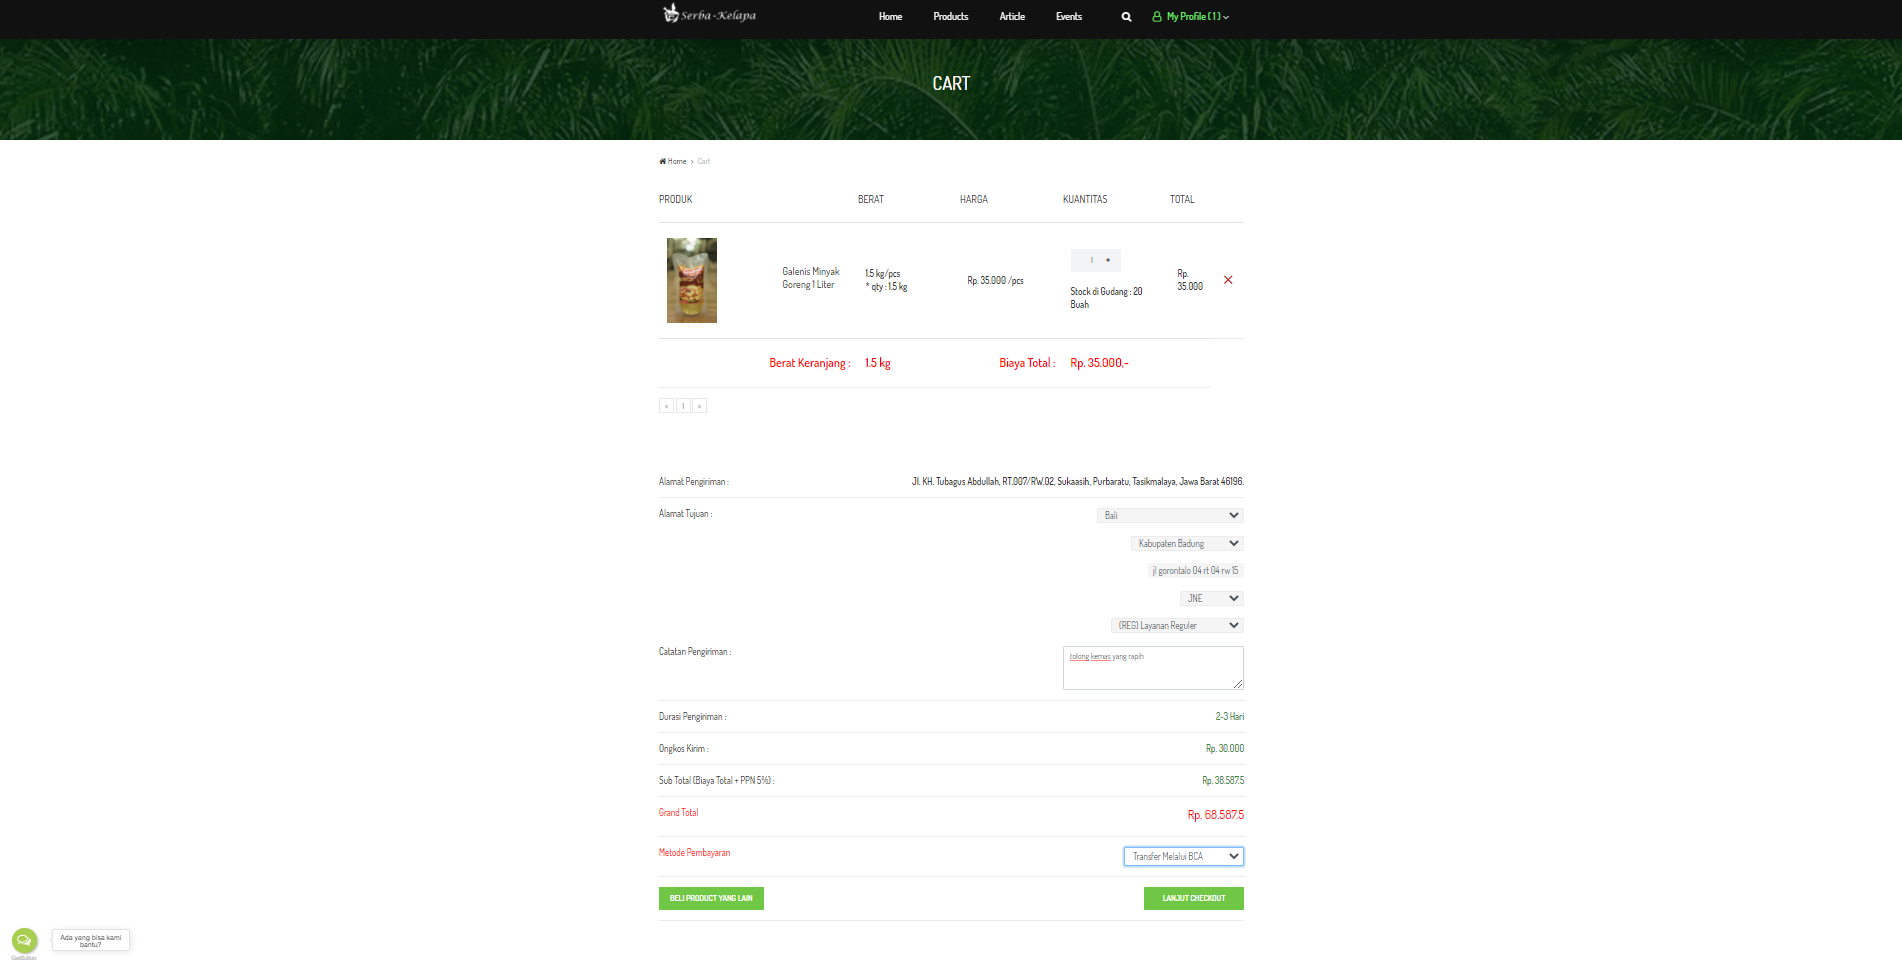 Serba-Kelapa
Home Products Article Events My Profile ( 1 )
CART
Home > Cart
PRODUK BERAT HARGA KUANTITAS TOTAL
Galenis Minyak
Goreng 1 Liter
1.5 kg/pcs
* qty : 1.5 kg
Rp. 35.000 /pcs
1 +
Stock di Gudang : 20
Buah
Rp.
35.000
Berat Keranjang : 1.5 kg Biaya Total : Rp. 35.000,-
« 1 »
Alamat Pengiriman : Jl. KH. Tubagus Abdullah, RT.007/RW.02, Sukaasih, Purbaratu, Tasikmalaya, Jawa Barat 46196.
Alamat Tujuan : Bali
Kabupaten Badung
jl gorontalo 04 rt 04 rw 15
JNE
(REG) Layanan Reguler
Catatan Pengiriman : tolong kemas yang rapih
Durasi Pengiriman : 2-3 Hari
Ongkos Kirim : Rp. 30.000
Sub Total (Biaya Total + PPN 5%) : Rp. 38.587.5
Grand Total Rp. 68.587.5
Metode Pembayaran Transfer Melalui BCA
BELI PRODUCT YANG LAIN LANJUT CHECKOUT
Ada yang bisa kami
bantu?
GetButton